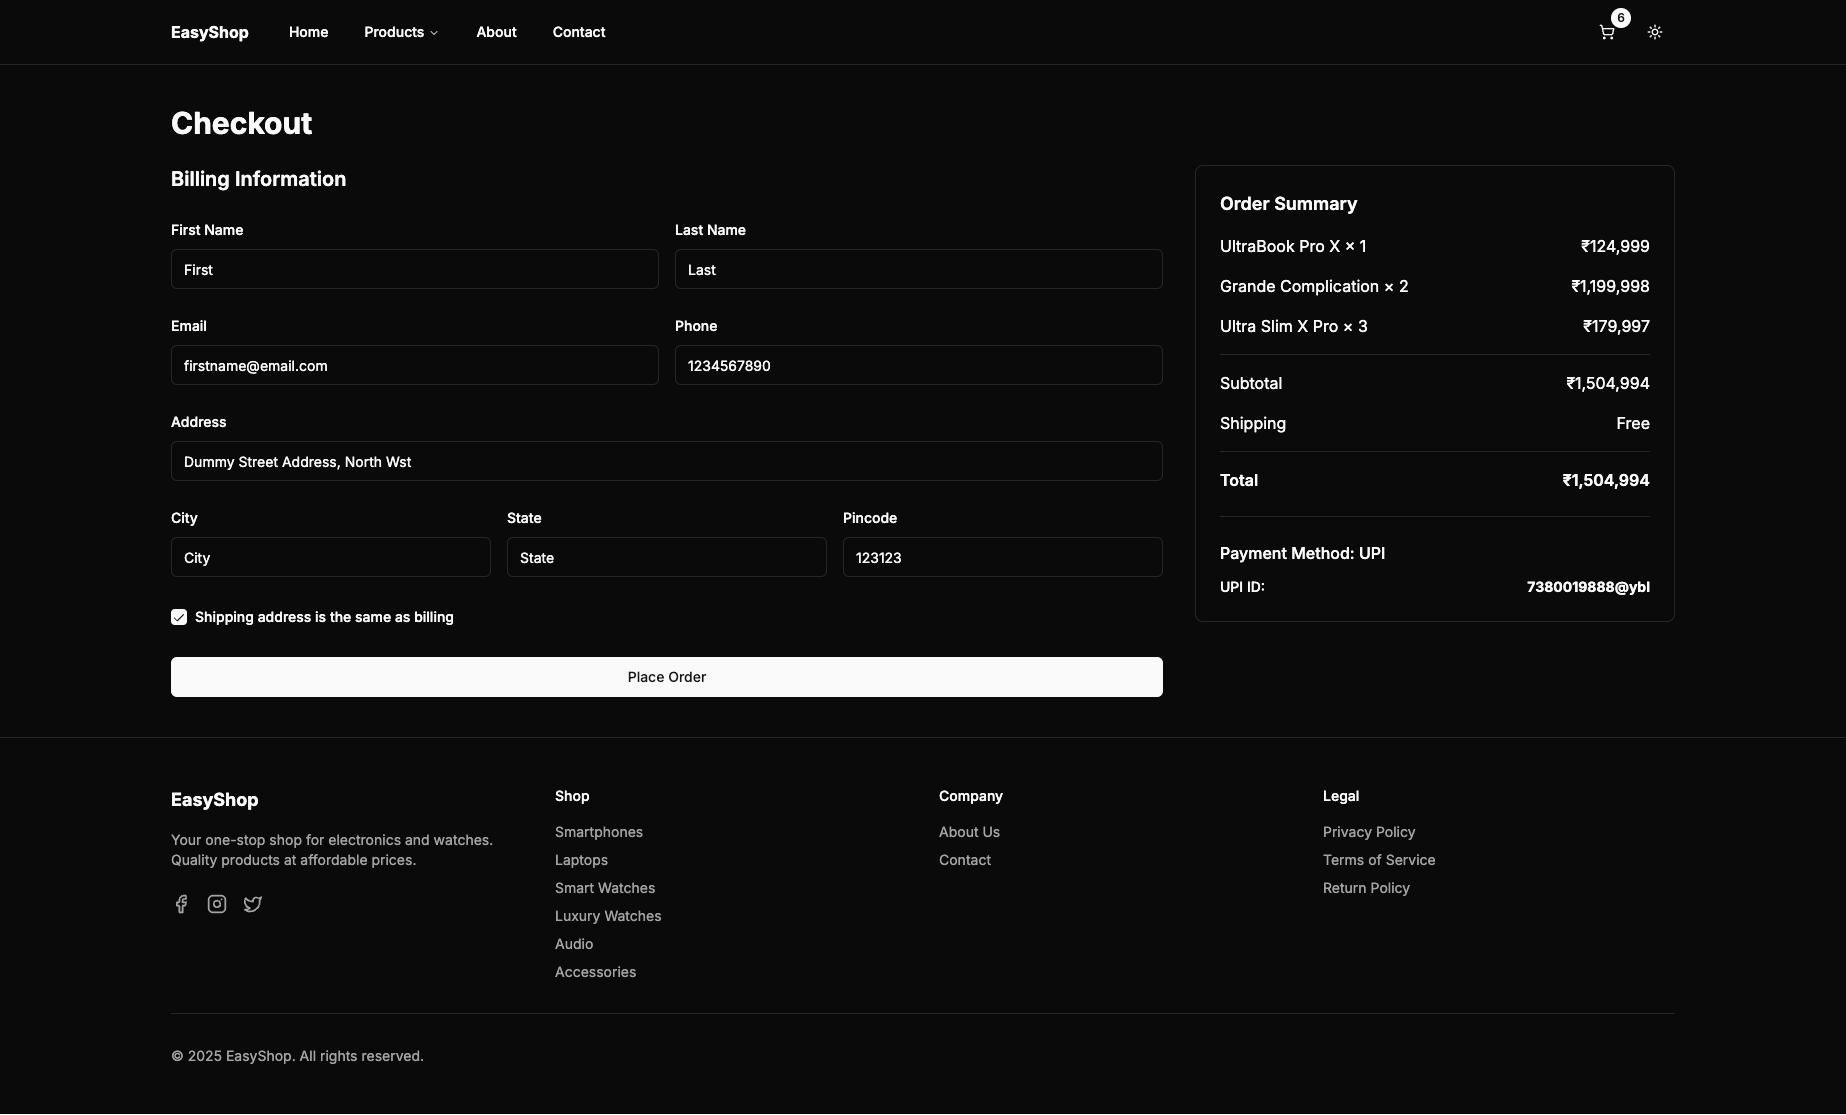 EasyShop Home Products About Contact 6
Checkout
Billing Information
First Name Last Name
First Last
Email Phone
firstname@email.com 1234567890
Address
Dummy Street Address, North Wst
City State Pincode
City State 123123
Shipping address is the same as billing
Place Order
Order Summary
UltraBook Pro X × 1 ₹124,999
Grande Complication × 2 ₹1,199,998
Ultra Slim X Pro × 3 ₹179,997
Subtotal ₹1,504,994
Shipping Free
Total ₹1,504,994
Payment Method: UPI
UPI ID: 7380019888@ybl
EasyShop
Your one-stop shop for electronics and watches.
Quality products at affordable prices.
Shop
Smartphones
Laptops
Smart Watches
Luxury Watches
Audio
Accessories
Company
About Us
Contact
Legal
Privacy Policy
Terms of Service
Return Policy
© 2025 EasyShop. All rights reserved.